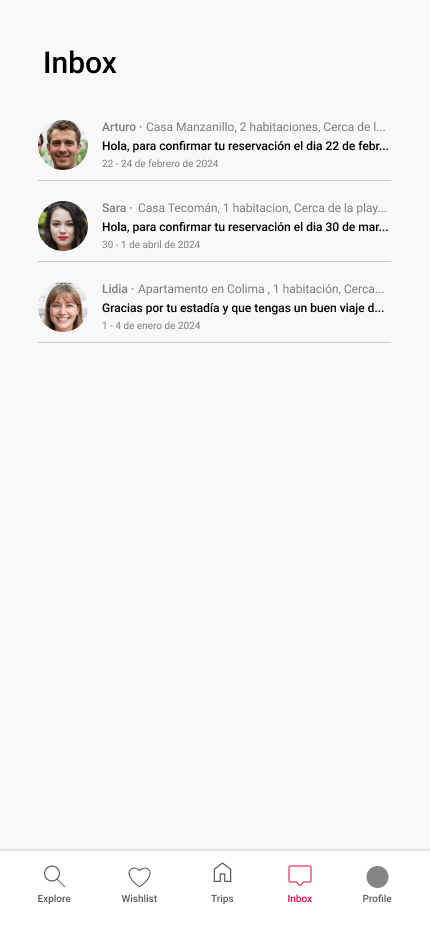 Inbox
Arturo · Casa Manzanillo, 2 habitaciones, Cerca de l...
Hola, para confirmar tu reservación el dia 22 de febr...
22 - 24 de febrero de 2024
Sara · Casa Tecomán, 1 habitacion, Cerca de la play...
Hola, para confirmar tu reservación el dia 30 de mar...
30 - 1 de abril de 2024
Lidia · Apartamento en Colima , 1 habitación, Cerca...
Gracias por tu estadía y que tengas un buen viaje d...
1 - 4 de enero de 2024
Explore Wishlist Trips Inbox Profile